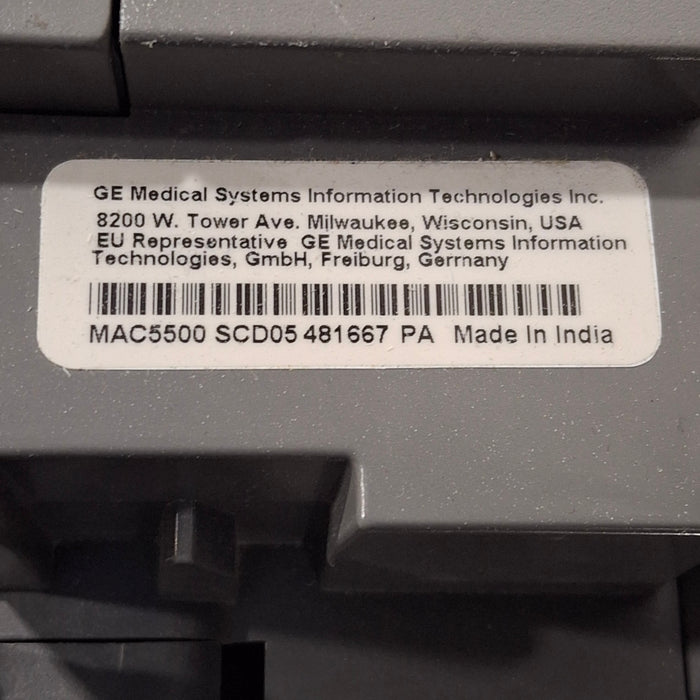 GE Medical Systems Information Technologies Inc.
8200 W. Tower Ave. Milwaukee, Wisconsin, USA
EU Representative GE Medical Systems Information
Technologies, GmbH, Freiburg, Germany
MAC5500 SCD05 481667 PA Made In India